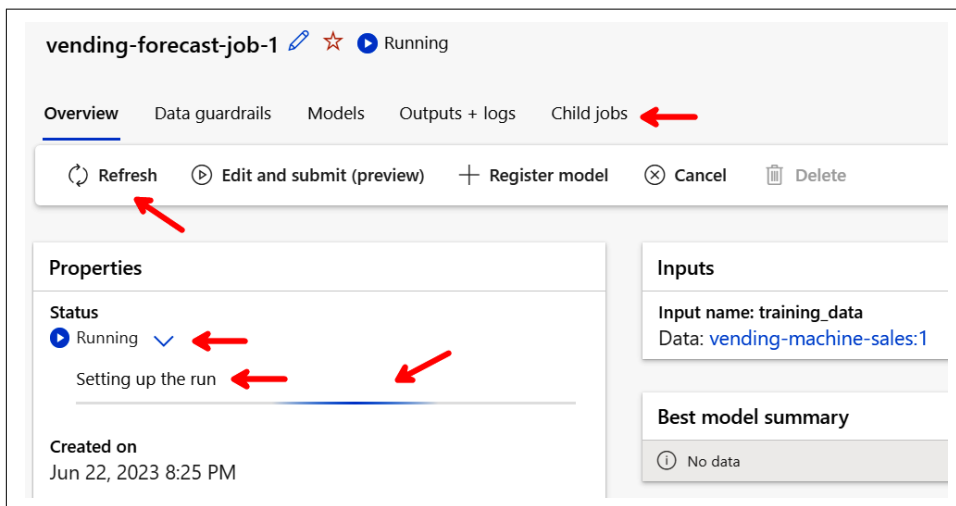 vending-forecast-job-1 Running
Overview Data guardrails Models Outputs + logs Child jobs
Refresh Edit and submit (preview) Register model Cancel Delete
Properties
Status
Running
Setting up the run
Created on
Jun 22, 2023 8:25 PM
Inputs
Input name: training_data
Data: vending-machine-sales:1
Best model summary
No data